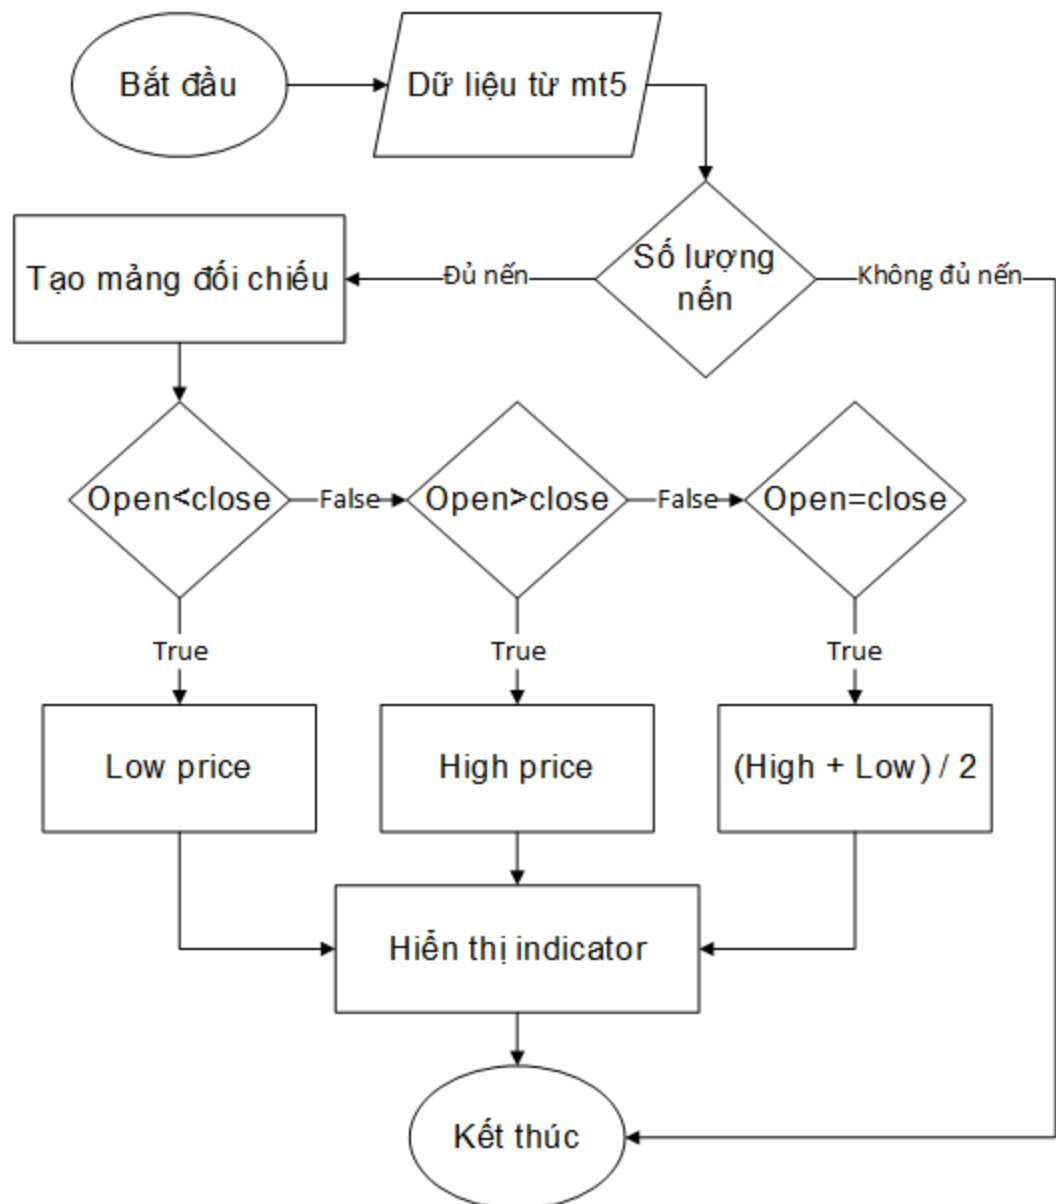 Bắt đầu
Dữ liệu từ mt5
Số lượng
nến
Đủ nến
Không đủ nến
Tạo mảng đối chiếu
Open<close
False
Open>close
False
Open=close
True
True
True
Low price
High price
(High + Low) / 2
Hiển thị indicator
Kết thúc